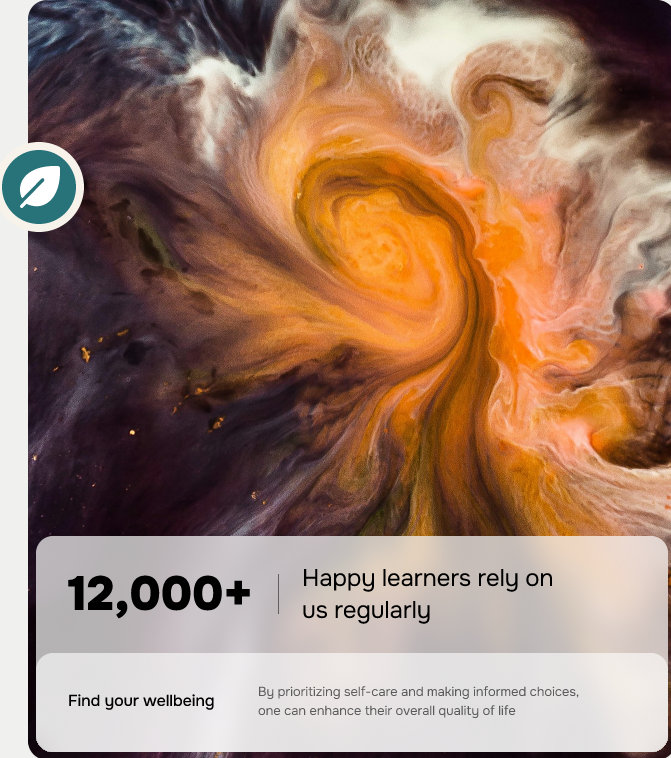 12,000+
Happy learners rely on
us regularly
Find your wellbeing
By prioritizing self-care and making informed choices,
one can enhance their overall quality of life